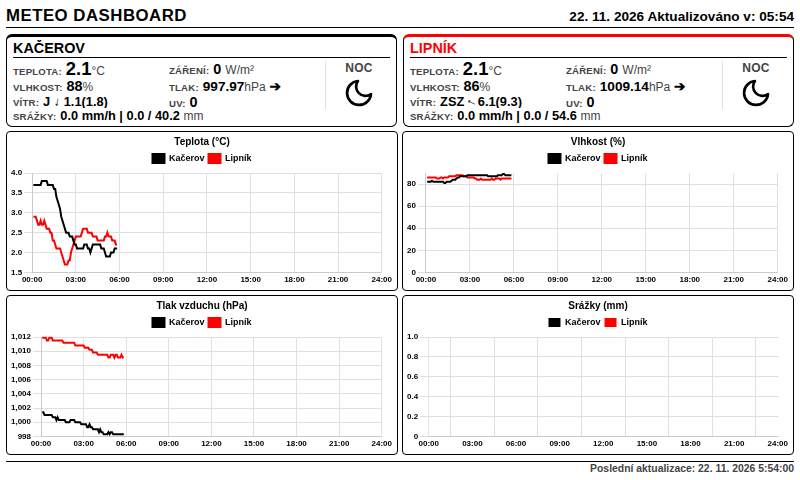 METEO DASHBOARD
22. 11. 2026 Aktualizováno v: 05:54
KAČEROV
TEPLOTA: 2.1°C
ZÁŘENÍ: 0 W/m²
VLHKOST: 88%
TLAK: 997.97hPa ➔
VÍTR: J ↓ 1.1(1.8)
UV: 0
SRÁŽKY: 0.0 mm/h | 0.0 / 40.2 mm
NOC
LIPNÍK
TEPLOTA: 2.1°C
ZÁŘENÍ: 0 W/m²
VLHKOST: 86%
TLAK: 1009.14hPa ➔
VÍTR: ZSZ ← 6.1(9.3)
UV: 0
SRÁŽKY: 0.0 mm/h | 0.0 / 54.6 mm
NOC
Teplota (°C)
Kačerov Lipník
4.0
3.5
3.0
2.5
2.0
1.5
00:00 03:00 06:00 09:00 12:00 15:00 18:00 21:00 24:00
Vlhkost (%)
Kačerov Lipník
80
60
40
20
0
00:00 03:00 06:00 09:00 12:00 15:00 18:00 21:00 24:00
Tlak vzduchu (hPa)
Kačerov Lipník
1,012
1,010
1,008
1,006
1,004
1,002
1,000
998
00:00 03:00 06:00 09:00 12:00 15:00 18:00 21:00 24:00
Srážky (mm)
Kačerov Lipník
1.0
0.8
0.6
0.4
0.2
0
00:00 03:00 06:00 09:00 12:00 15:00 18:00 21:00 24:00
Poslední aktualizace: 22. 11. 2026 5:54:00